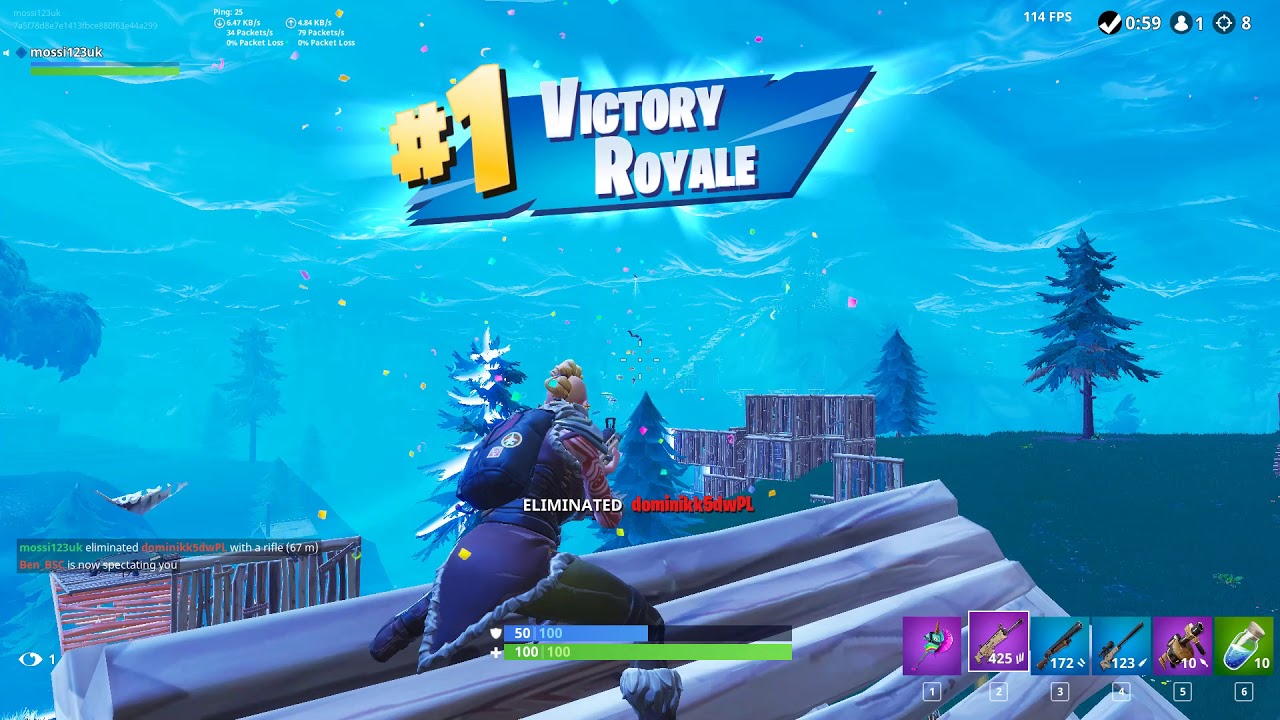 mossi123uk
7a5f78d8e7e1413fbce880f63e44a299
Ping: 25
6.47 KB/s 4.84 KB/s
34 Packets/s 79 Packets/s
0% Packet Loss 0% Packet Loss
114 FPS
0:59 1 8
mossi123uk
#1 VICTORY
ROYALE
ELIMINATED dominikk5dwPL
mossi123uk eliminated dominikk5dwPL with a rifle (67 m)
Ben_BSC is now spectating you
1
50 | 100
100 | 100
425 172 123 10 10
1 2 3 4 5 6